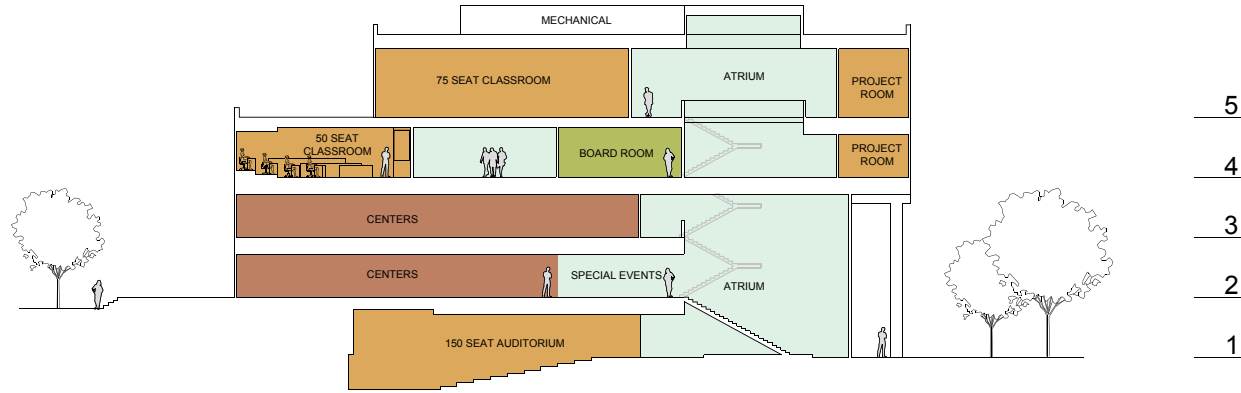 MECHANICAL
75 SEAT CLASSROOM
ATRIUM
PROJECT
ROOM
5
50 SEAT
CLASSROOM
BOARD ROOM
PROJECT
ROOM
4
CENTERS
3
CENTERS
SPECIAL EVENTS
ATRIUM
2
150 SEAT AUDITORIUM
1